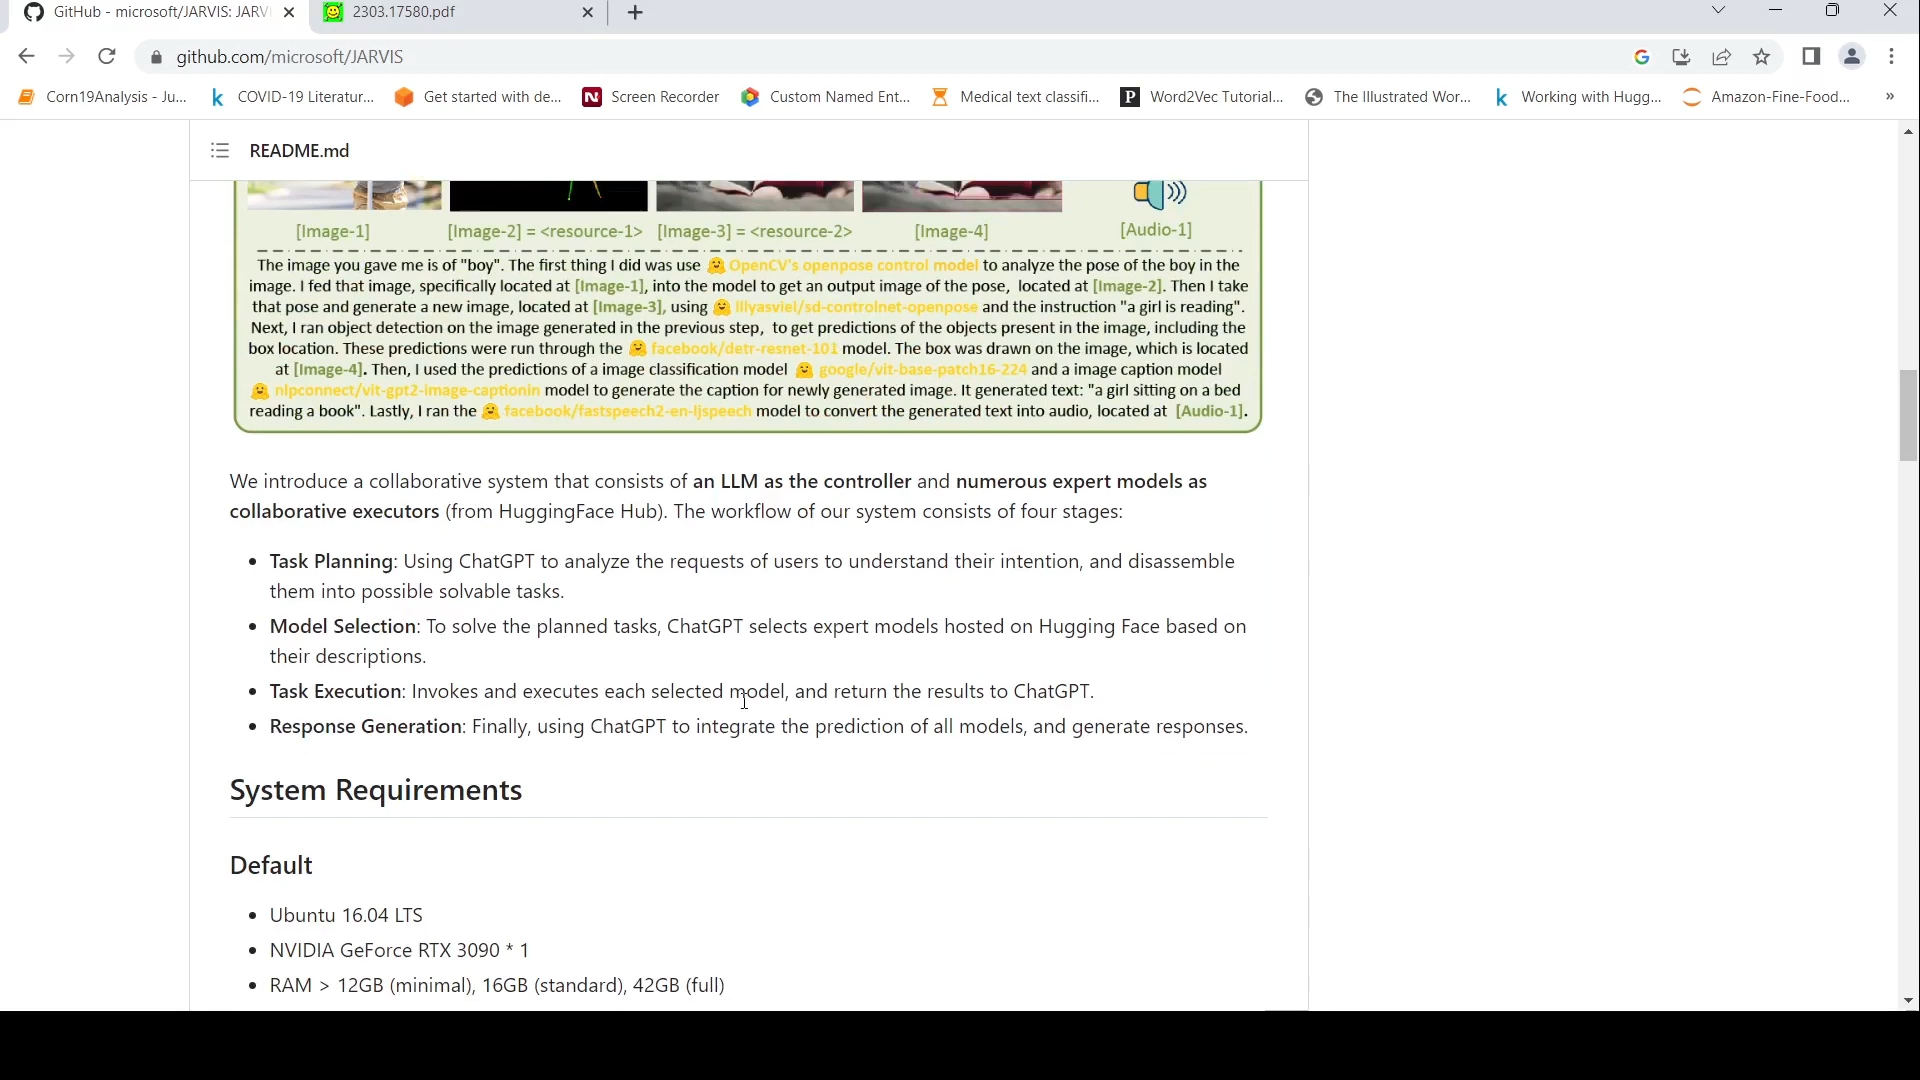 GitHub - microsoft/JARVIS: JARV
2303.17580.pdf
github.com/microsoft/JARVIS
Corn19Analysis - Ju...
COVID-19 Literatur...
Get started with de...
Screen Recorder
Custom Named Ent...
Medical text classifi...
Word2Vec Tutorial...
The Illustrated Wor...
Working with Hugg...
Amazon-Fine-Food...
»
README.md
[Image-1] [Image-2] = <resource-1> [Image-3] = <resource-2> [Image-4] [Audio-1]
The image you gave me is of "boy". The first thing I did was use OpenCV's openpose control model to analyze the pose of the boy in the
image. I fed that image, specifically located at [Image-1], into the model to get an output image of the pose, located at [Image-2]. Then I take
that pose and generate a new image, located at [Image-3], using lllyasviel/sd-controlnet-openpose and the instruction "a girl is reading".
Next, I ran object detection on the image generated in the previous step, to get predictions of the objects present in the image, including the
box location. These predictions were run through the facebook/detr-resnet-101 model. The box was drawn on the image, which is located
at [Image-4]. Then, I used the predictions of a image classification model google/vit-base-patch16-224 and a image caption model
nlpconnect/vit-gpt2-image-captionin model to generate the caption for newly generated image. It generated text: "a girl sitting on a bed
reading a book". Lastly, I ran the facebook/fastspeech2-en-ljspeech model to convert the generated text into audio, located at [Audio-1].
We introduce a collaborative system that consists of an LLM as the controller and numerous expert models as
collaborative executors (from HuggingFace Hub). The workflow of our system consists of four stages:
• Task Planning: Using ChatGPT to analyze the requests of users to understand their intention, and disassemble
them into possible solvable tasks.
• Model Selection: To solve the planned tasks, ChatGPT selects expert models hosted on Hugging Face based on
their descriptions.
• Task Execution: Invokes and executes each selected model, and return the results to ChatGPT.
• Response Generation: Finally, using ChatGPT to integrate the prediction of all models, and generate responses.
System Requirements
Default
• Ubuntu 16.04 LTS
• NVIDIA GeForce RTX 3090 * 1
• RAM > 12GB (minimal), 16GB (standard), 42GB (full)